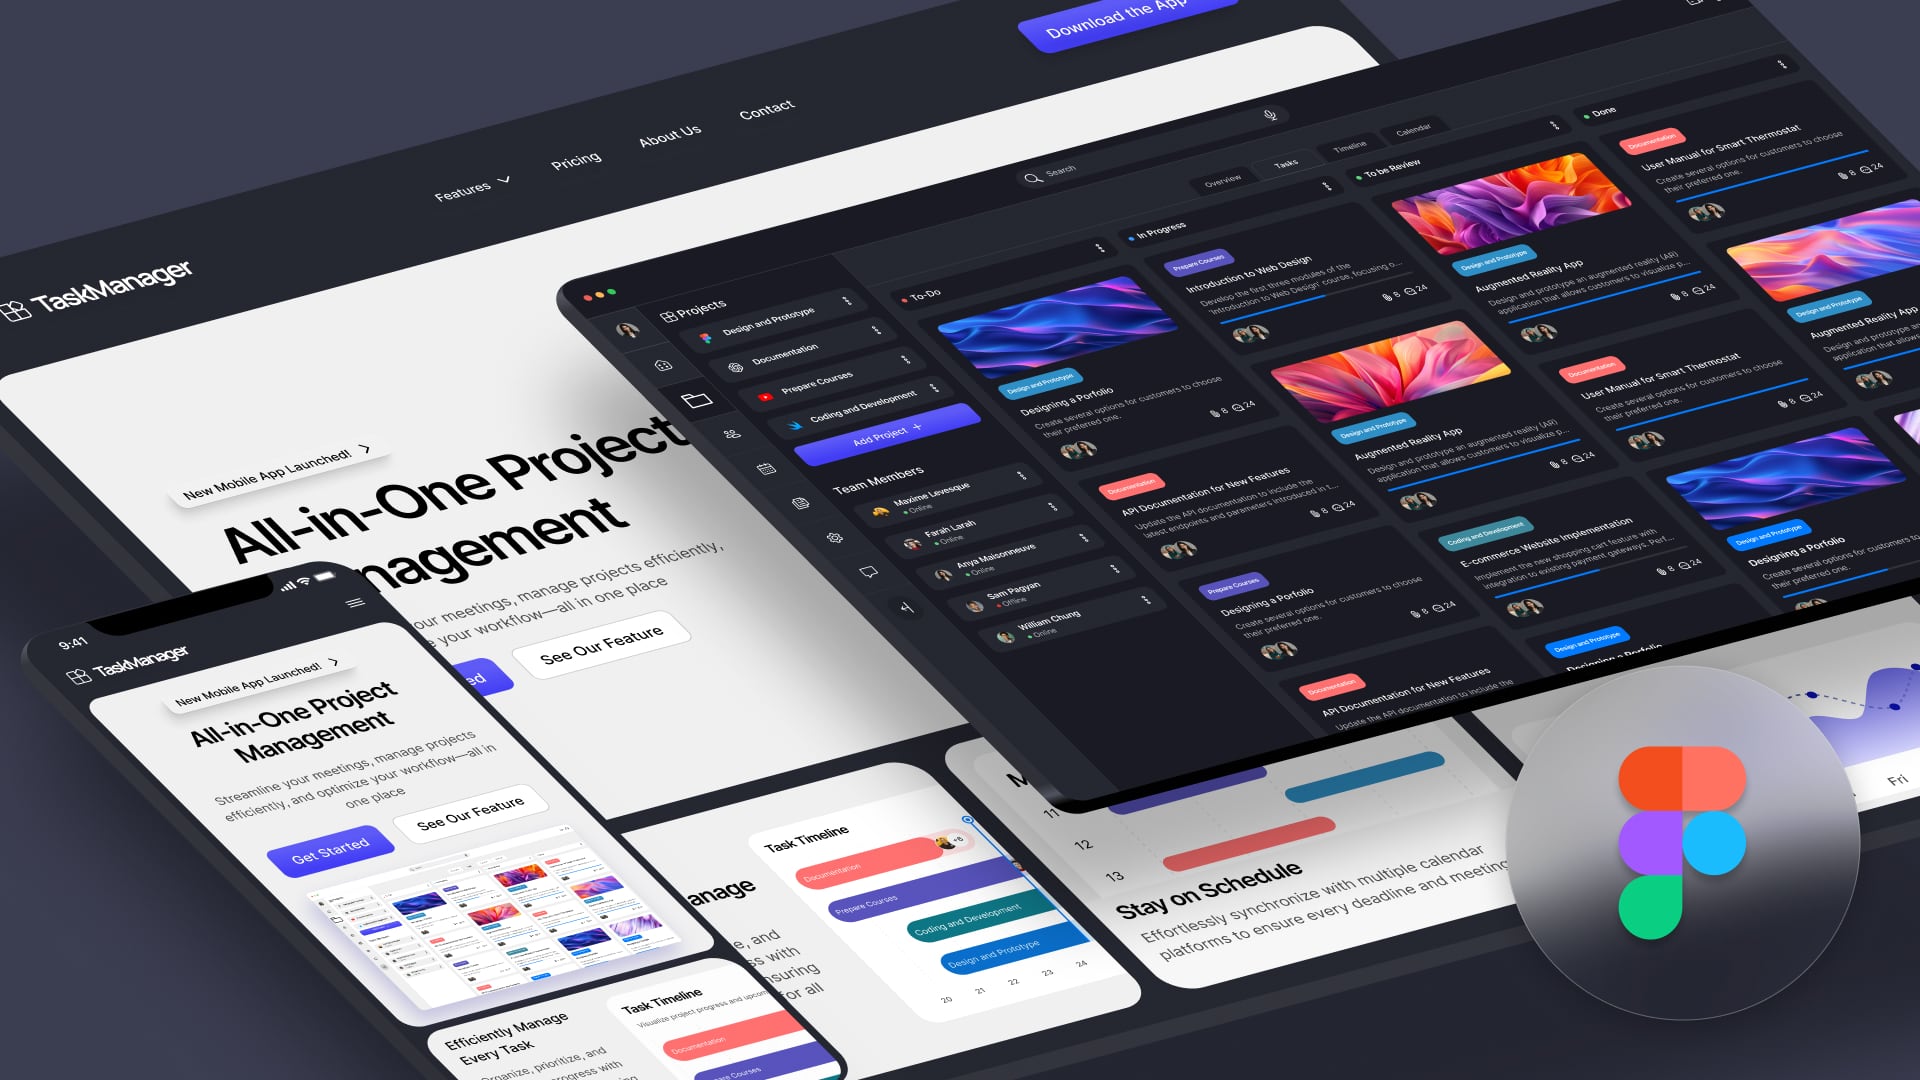 Download the App
Contact
About Us
Pricing
Features
TaskManager
New Mobile App Launched!
All-in-One Project
nagement
our meetings, manage projects efficiently,
your workflow—all in one place
See Our Feature
Search
Overview
Tasks
Timeline
Calendar
Projects
Design and Prototype
Documentation
Prepare Courses
Coding and Development
Add Project +
Team Members
Maxime Levesque
Online
Farah Larah
Online
Anya Maisonneuve
Online
Sam Pagyan
Offline
William Chung
Online
To-Do
Design and Prototype
Designing a Porfolio
Create several options for customers to choose
their preferred one.
8 24
Documentation
API Documentation for New Features
Update the API documentation to include the
latest endpoints and parameters introduced in t...
8 24
Prepare Courses
Designing a Porfolio
Create several options for customers to choose
their preferred one.
8 24
Documentation
API Documentation for New Features
Update the API documentation to include the
In Progress
Prepare Courses
Introduction to Web Design
Develop the first three modules of the
'Introduction to Web Design' course, focusing o...
8 24
Design and Prototype
Augmented Reality App
Design and prototype an augmented reality (AR)
application that allows customers to visualize p...
8 24
Coding and Development
E-commerce Website Implementation
Implement the new shopping cart feature with
integration to existing payment gateways. Perf...
8 24
Design and Prototype
Designing a Porfolio
To be Review
Design and Prototype
Augmented Reality App
Design and prototype an augmented reality (AR)
application that allows customers to visualize p...
8 24
Documentation
User Manual for Smart Thermostat
Create several options for customers to choose
their preferred one.
8 24
Design and Prototype
Designing a Porfolio
Create several options for customers to
their preferred one.
Done
Documentation
User Manual for Smart Thermostat
Create several options for customers to choose
their preferred one.
8 24
Design and Prototype
Augmented Reality App
Design and prototype an
application that allows
9:41
TaskManager
New Mobile App Launched!
All-in-One Project
Management
Streamline your meetings, manage projects
efficiently, and optimize your workflow—all in
one place
Get Started
See Our Feature
Efficiently Manage
Every Task
Organize, prioritize, and
progress with
Task Timeline
Visualize project progress and upcom
Documentation
Prepare Courses
anage
e, and
ss with
nsuring
for all
Task Timeline
Documentation
+6
Prepare Courses
Coding and Development
Design and Prototype
20 21 22 23 24
11
12
13
Stay on Schedule
Effortlessly synchronize with multiple calendar
platforms to ensure every deadline and meeting
Fri